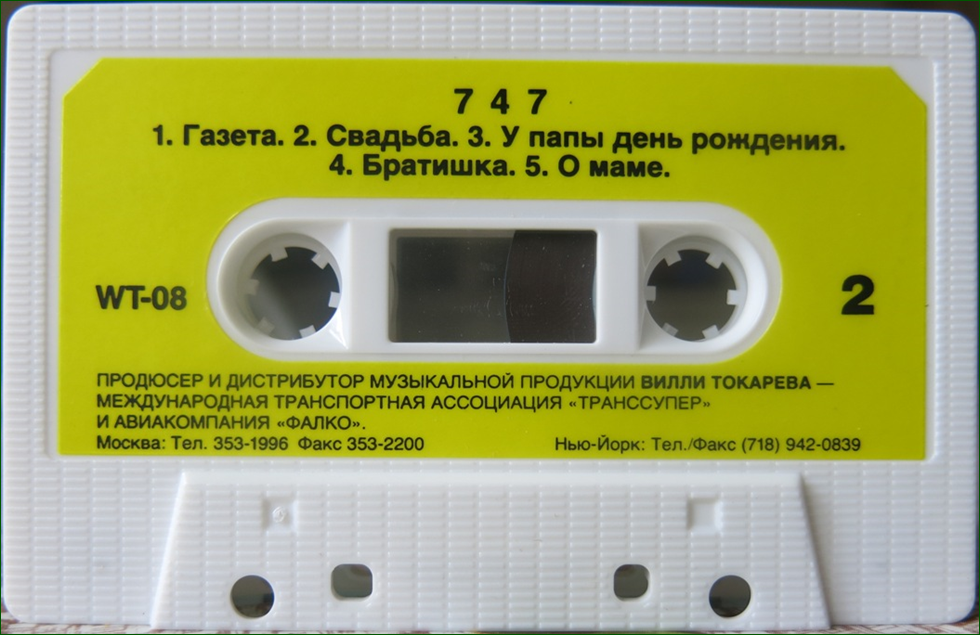 7 4 7
1. Газета. 2. Свадьба. 3. У папы день рождения.
4. Братишка. 5. О маме.
WT-08
2
ПРОДЮСЕР И ДИСТРИБУТОР МУЗЫКАЛЬНОЙ ПРОДУКЦИИ ВИЛЛИ ТОКАРЕВА —
МЕЖДУНАРОДНАЯ ТРАНСПОРТНАЯ АССОЦИАЦИЯ «ТРАНССУПЕР»
И АВИАКОМПАНИЯ «ФАЛКО».
Москва: Тел. 353-1996 Факс 353-2200
Нью-Йорк: Тел./Факс (718) 942-0839